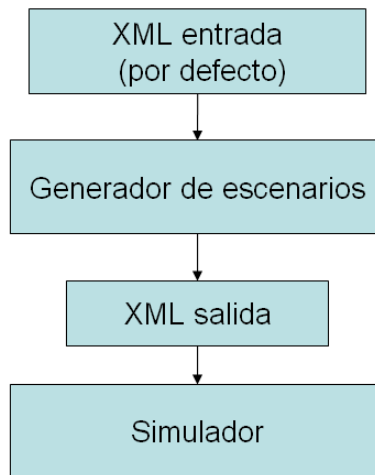 XML entrada
(por defecto)
Generador de escenarios
XML salida
Simulador